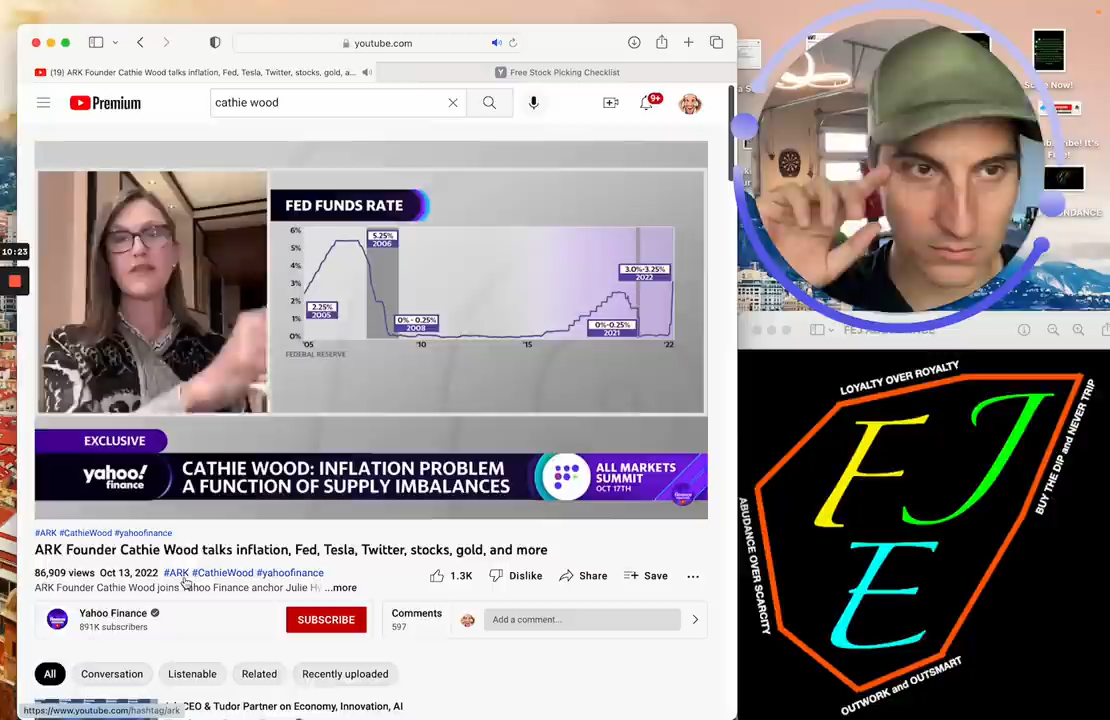 youtube.com
(19) ARK Founder Cathie Wood talks inflation, Fed, Tesla, Twitter, stocks, gold, a...
Free Stock Picking Checklist
Premium
cathie wood
9+
10:23
FED FUNDS RATE
6%
5%
4%
3%
2%
1%
0%
5.25%
2006
2.25%
2005
0% - 0.25%
2008
3.0%-3.25%
2022
0%-0.25%
2021
'05
'10
'15
'22
FEDERAL RESERVE
EXCLUSIVE
yahoo!
finance
CATHIE WOOD: INFLATION PROBLEM
A FUNCTION OF SUPPLY IMBALANCES
ALL MARKETS
SUMMIT
OCT 17TH
#ARK #CathieWood #yahoofinance
ARK Founder Cathie Wood talks inflation, Fed, Tesla, Twitter, stocks, gold, and more
86,909 views Oct 13, 2022 #ARK #CathieWood #yahoofinance
ARK Founder Cathie Wood joins Yahoo Finance anchor Julie Hy ...more
1.3K
Dislike
Share
Save
Yahoo Finance
891K subscribers
SUBSCRIBE
Comments
597
Add a comment...
All
Conversation
Listenable
Related
Recently uploaded
CEO & Tudor Partner on Economy, Innovation, AI
https://www.youtube.com/hashtag/ark
LOYALTY OVER ROYALTY
BUY THE DIP and NEVER TRIP
ABUDANCE OVER SCARCITY
OUTWORK and OUTSMART
F J
E